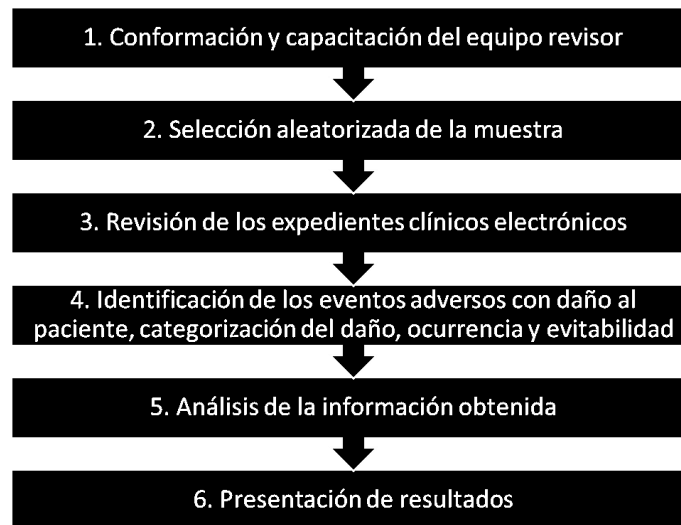 1. Conformación y capacitación del equipo revisor
2. Selección aleatorizada de la muestra
3. Revisión de los expedientes clínicos electrónicos
4. Identificación de los eventos adversos con daño al
paciente, categorización del daño, ocurrencia y evitabilidad
5. Análisis de la información obtenida
6. Presentación de resultados